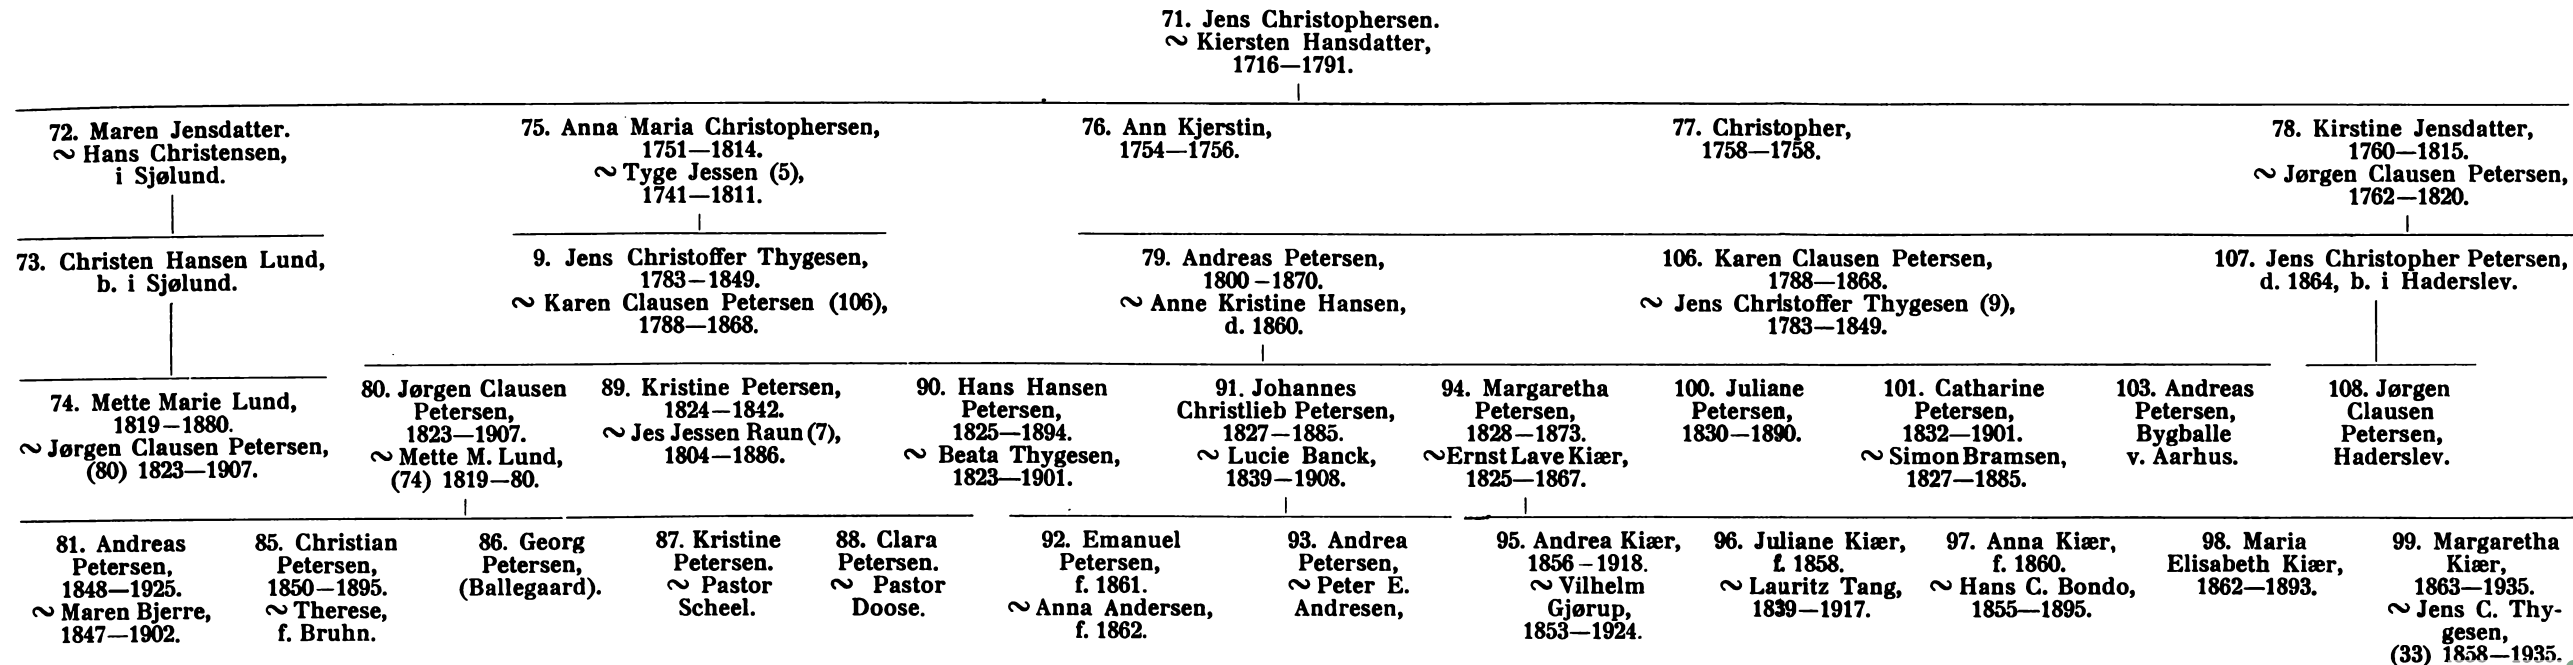 71. Jens Christophersen.
~ Kiersten Hansdatter,
1716—1791.
72. Maren Jensdatter.
~ Hans Christensen,
i Sjølund.
75. Anna Maria Christophersen,
1751—1814.
~ Tyge Jessen (5),
1741—1811.
76. Ann Kjerstin,
1754—1756.
77. Christopher,
1758—1758.
78. Kirstine Jensdatter,
1760—1815.
~ Jørgen Clausen Petersen,
1762—1820.
73. Christen Hansen Lund,
b. i Sjølund.
9. Jens Christoffer Thygesen,
1783—1849.
~ Karen Clausen Petersen (106),
1788—1868.
79. Andreas Petersen,
1800—1870.
~ Anne Kristine Hansen,
d. 1860.
106. Karen Clausen Petersen,
1788—1868.
~ Jens Christoffer Thygesen (9),
1783—1849.
107. Jens Christopher Petersen,
d. 1864, b. i Haderslev.
74. Mette Marie Lund,
1819—1880.
~ Jørgen Clausen Petersen,
(80) 1823—1907.
80. Jørgen Clausen
Petersen,
1823—1907.
~ Mette M. Lund,
(74) 1819—80.
89. Kristine Petersen,
1824—1842.
~ Jes Jessen Raun (7),
1804—1886.
90. Hans Hansen
Petersen,
1825—1894.
~ Beata Thygesen,
1823—1901.
91. Johannes
Christlieb Petersen,
1827—1885.
~ Lucie Banck,
1839—1908.
94. Margaretha
Petersen,
1828—1873.
~ Ernst Lave Kiær,
1825—1867.
100. Juliane
Petersen,
1830—1890.
101. Catharine
Petersen,
1832—1901.
~ Simon Bramsen,
1827—1885.
103. Andreas
Petersen,
Bygballe
v. Aarhus.
108. Jørgen
Clausen
Petersen,
Haderslev.
81. Andreas
Petersen,
1848—1925.
~ Maren Bjerre,
1847—1902.
85. Christian
Petersen,
1850—1895.
~ Therese,
f. Bruhn.
86. Georg
Petersen,
(Ballegaard).
87. Kristine
Petersen.
~ Pastor
Scheel.
88. Clara
Petersen.
~ Pastor
Doose.
92. Emanuel
Petersen,
f. 1861.
~ Anna Andersen,
f. 1862.
93. Andrea
Petersen,
~ Peter E.
Andresen,
95. Andrea Kiær,
1856-1918.
~ Vilhelm
Gjørup,
1853—1924.
96. Juliane Kiær,
f. 1858.
~ Lauritz Tang,
1839—1917.
97. Anna Kiær,
f. 1860.
~ Hans C. Bondo,
1855—1895.
98. Maria
Elisabeth Kiær,
1862—1893.
99. Margaretha
Kiær,
1863—1935.
~ Jens C. Thy-
gesen,
(33) 1858—1935.